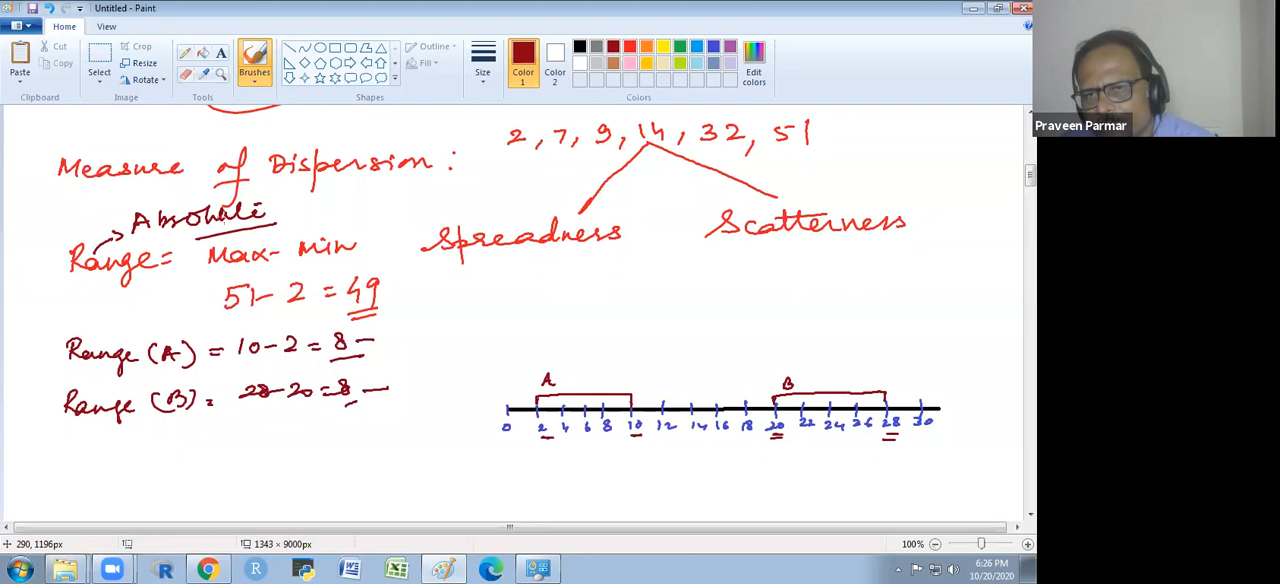 Untitled - Paint
Home View
Paste
Cut
Copy
Clipboard
Select
Crop
Resize
Rotate
Image
Tools
Brushes
Shapes
Outline
Fill
Size
Color 1
Color 2
Edit colors
Colors
Praveen Parmar
2, 7, 9, 14, 32, 51
Measure of Dispersion :
Absolute
Spreadness Scatterness
Range = Max - Min
51 - 2 = 49
Range (A) = 10 - 2 = 8
Range (B) = 28 - 20 = 8
A B
0 2 4 6 8 10 12 14 16 18 20 22 24 26 28 30
290, 1196px
1343 × 9000px
100%
6:26 PM
10/20/2020